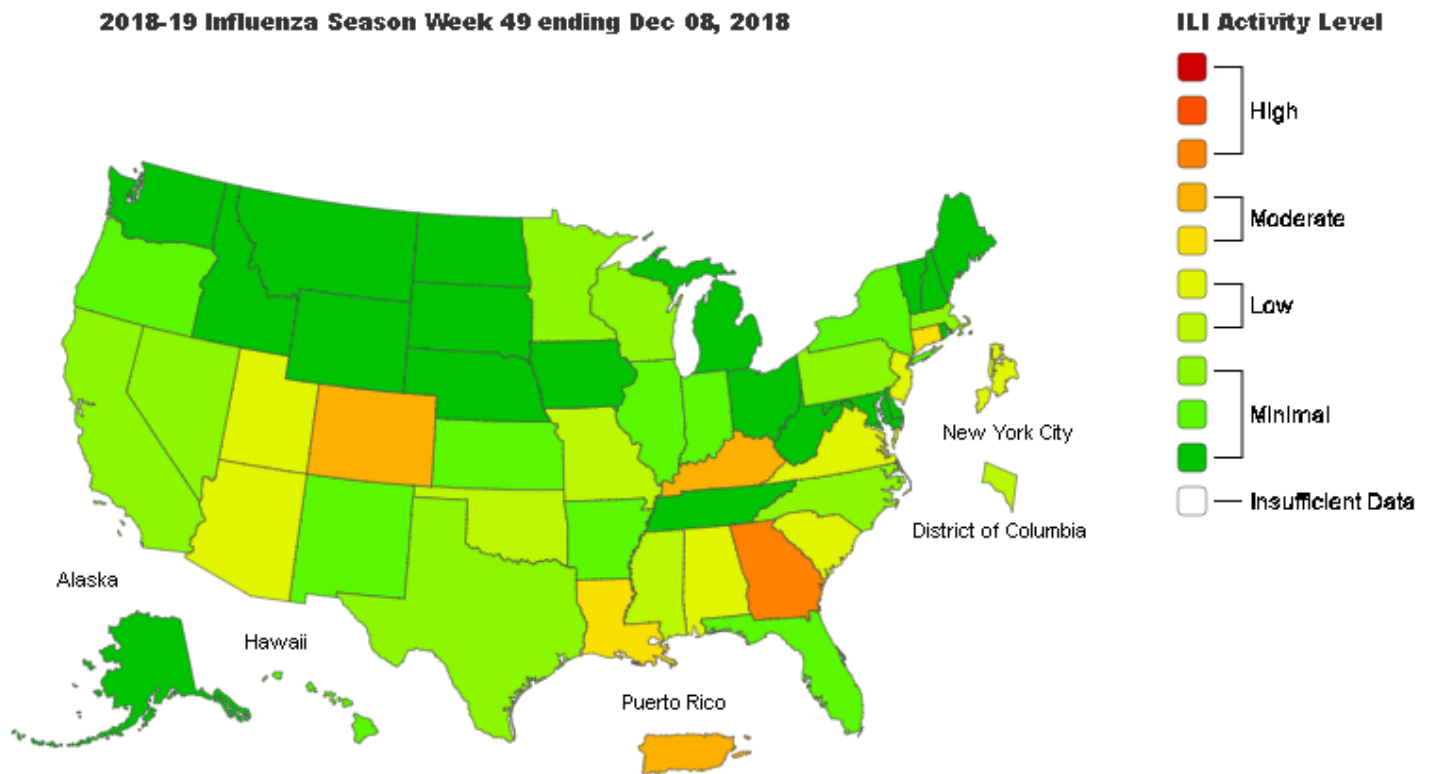 2018-19 Influenza Season Week 49 ending Dec 08, 2018
ILI Activity Level
High
Moderate
Low
Minimal
Insufficient Data
New York City
District of Columbia
Alaska
Hawaii
Puerto Rico